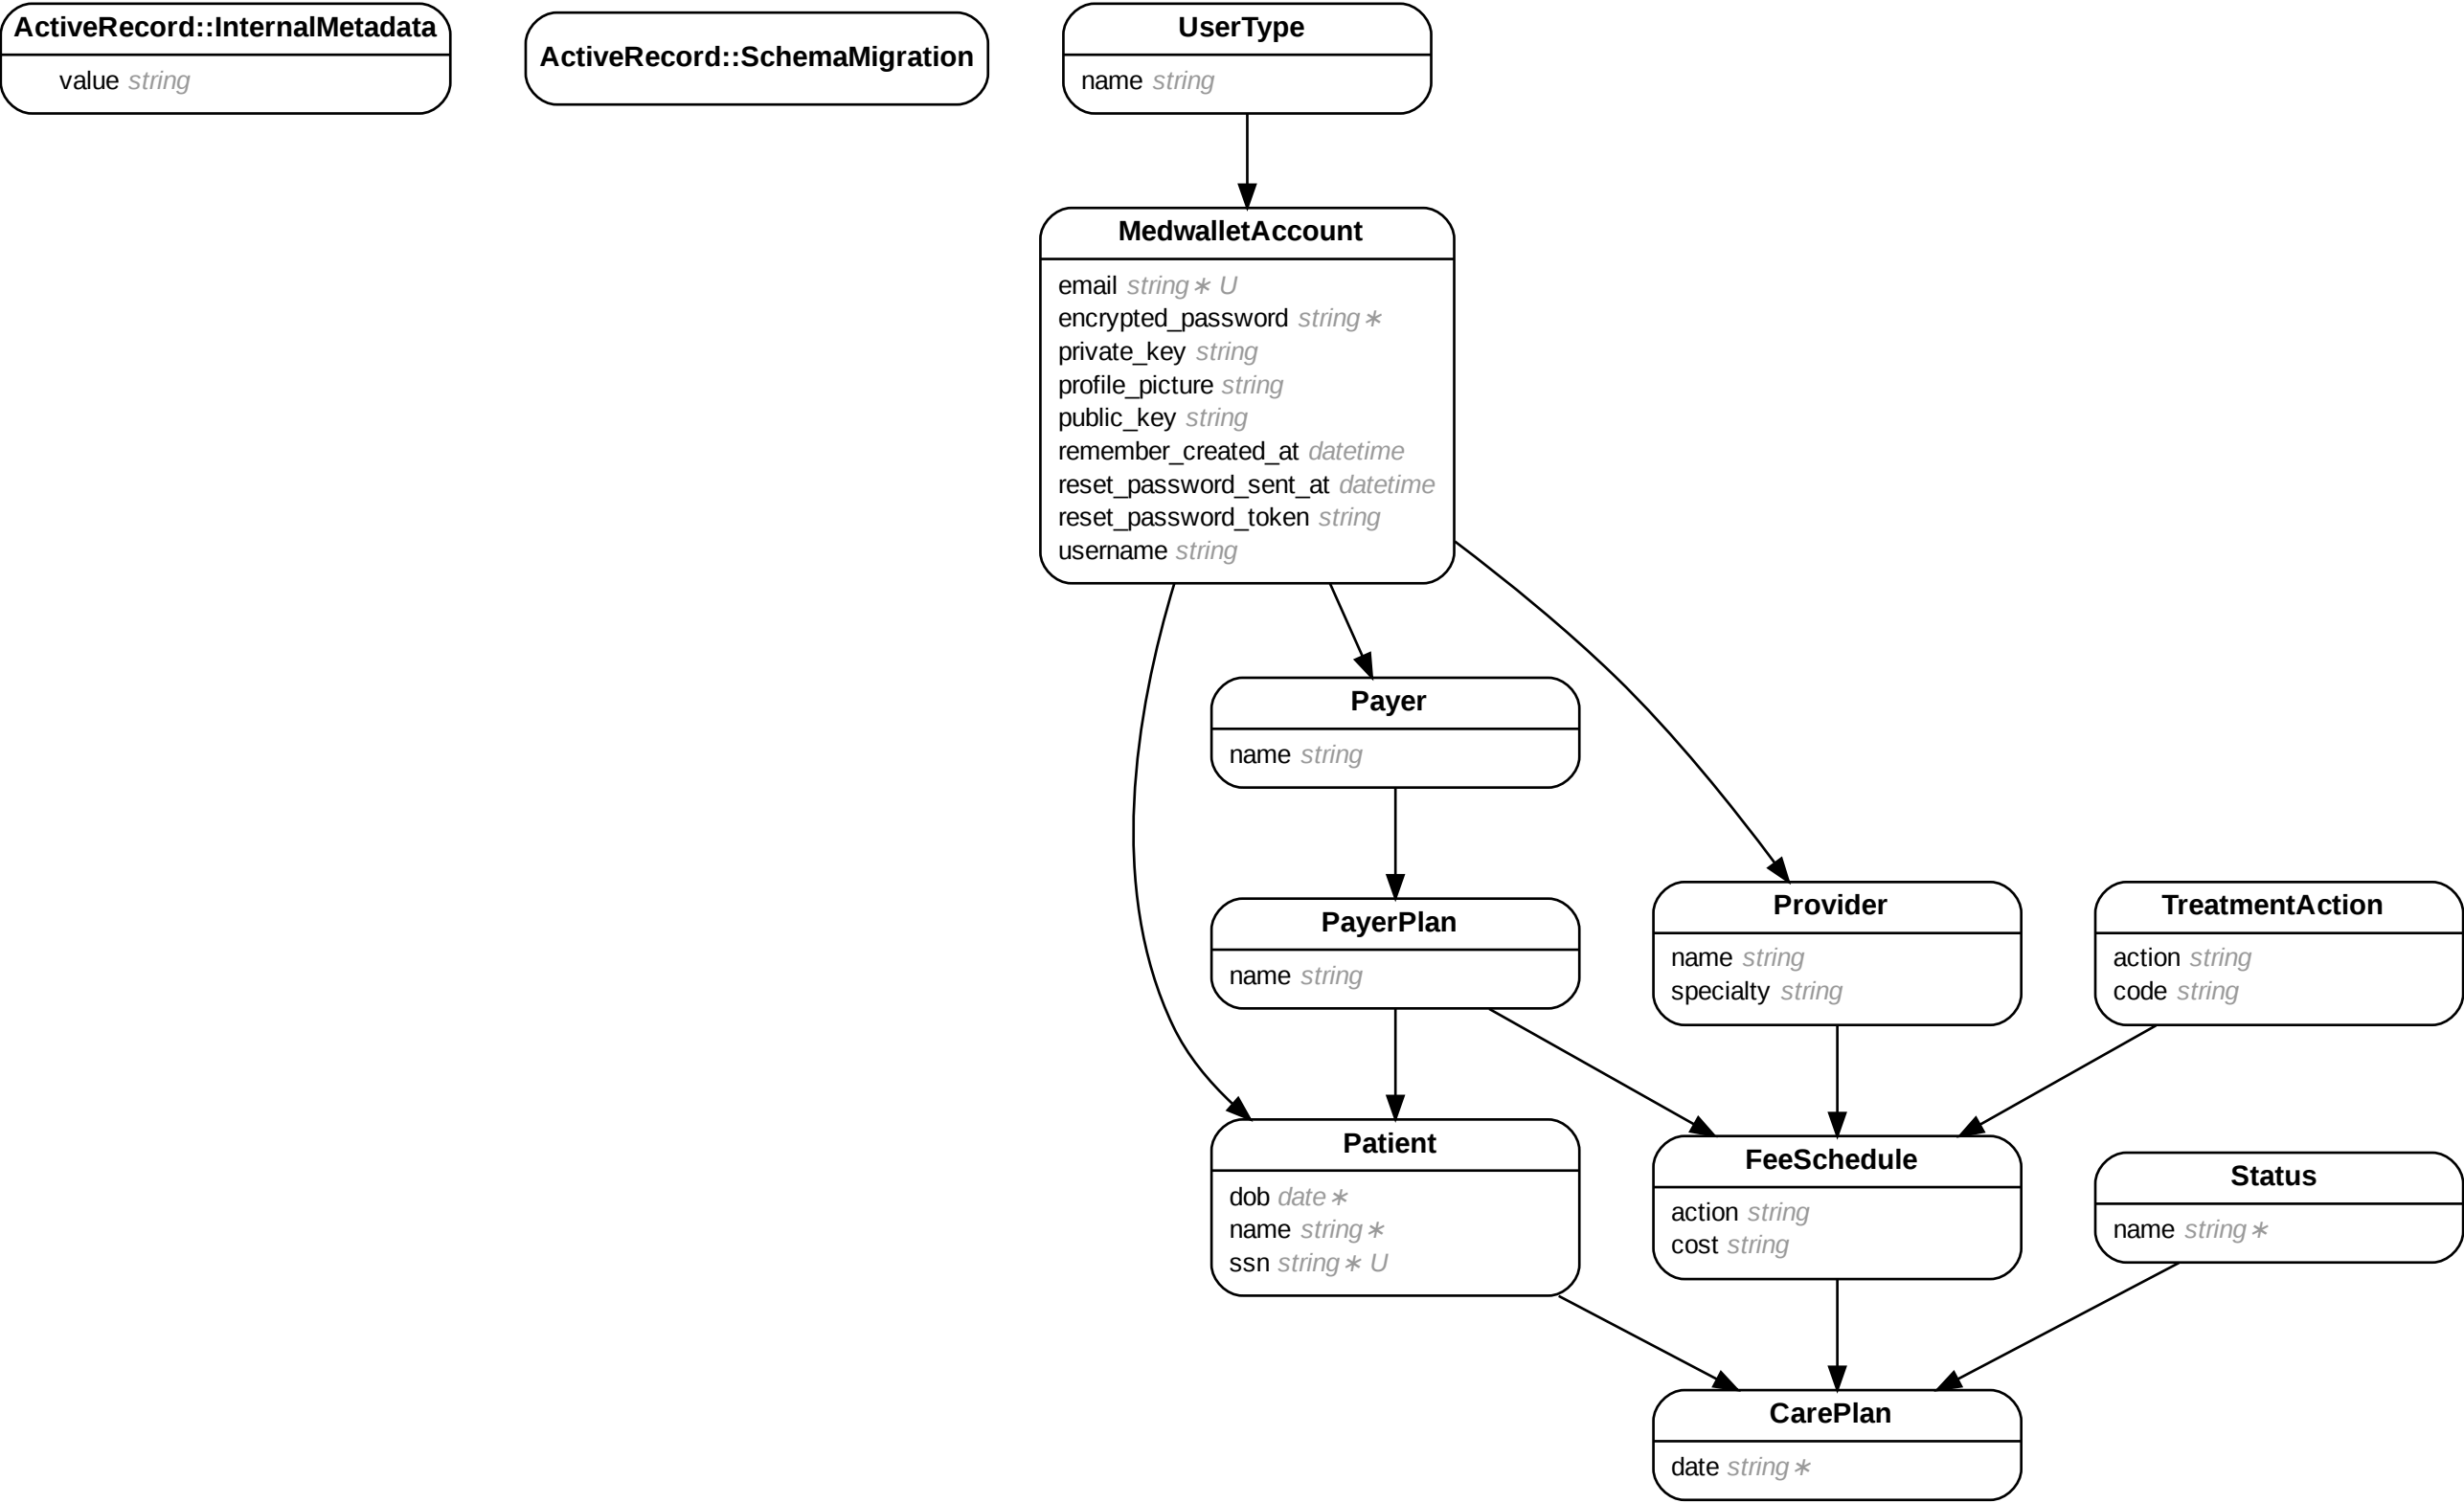 ActiveRecord::InternalMetadata
value string
ActiveRecord::SchemaMigration
UserType
name string
MedwalletAccount
email string∗ U
encrypted_password string∗
private_key string
profile_picture string
public_key string
remember_created_at datetime
reset_password_sent_at datetime
reset_password_token string
username string
Payer
name string
PayerPlan
name string
Provider
name string
specialty string
TreatmentAction
action string
code string
Patient
dob date∗
name string∗
ssn string∗ U
FeeSchedule
action string
cost string
Status
name string∗
CarePlan
date string∗